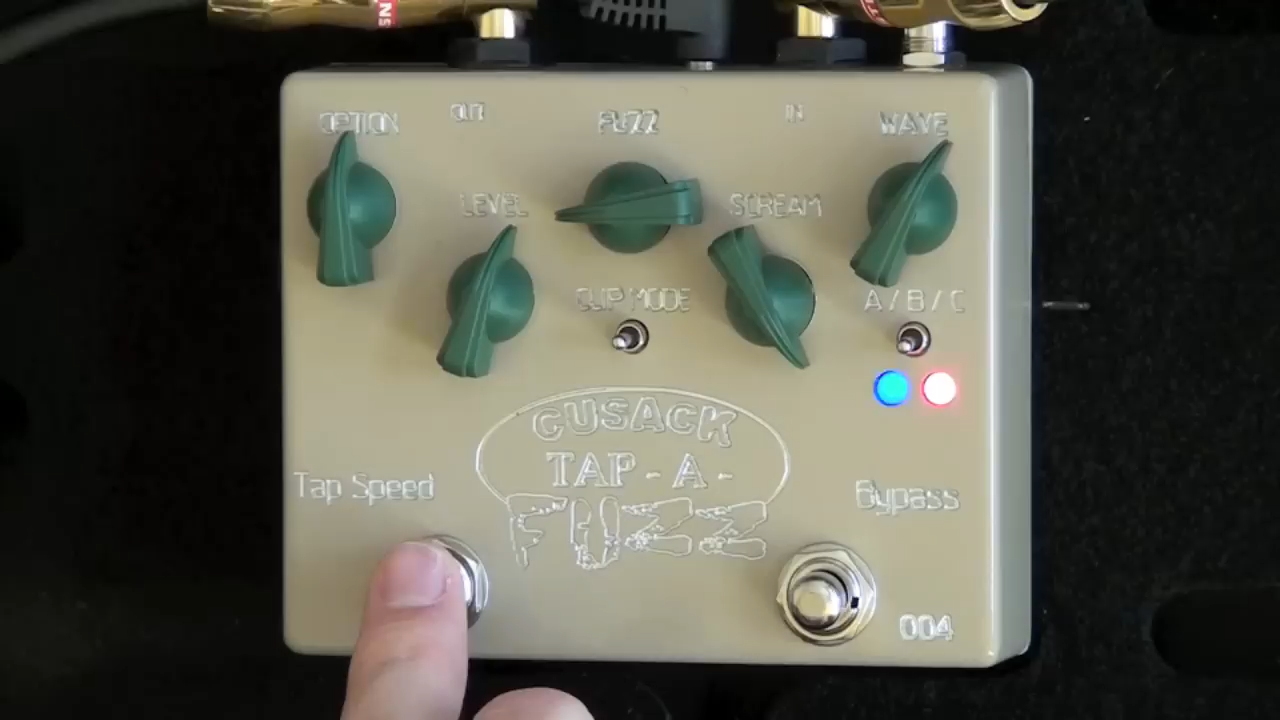 OPTION OUT FUZZ IN WAVE
LEVEL SCREAM
CLIP MODE A/B/C
CUSACK
TAP-A-
FUZZ
Tap Speed Bypass
004